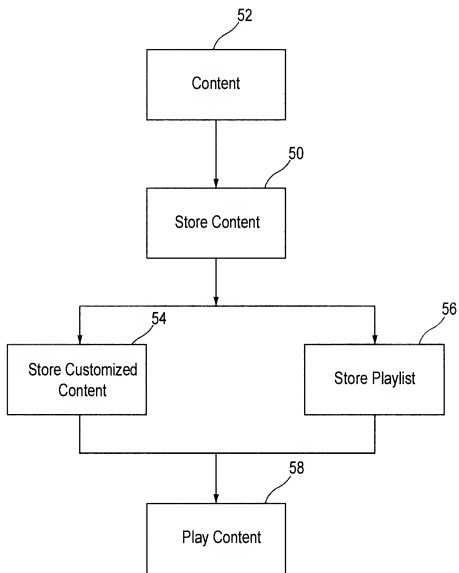 52
Content
50
Store Content
54
56
Store Customized
Content
Store Playlist
58
Play Content